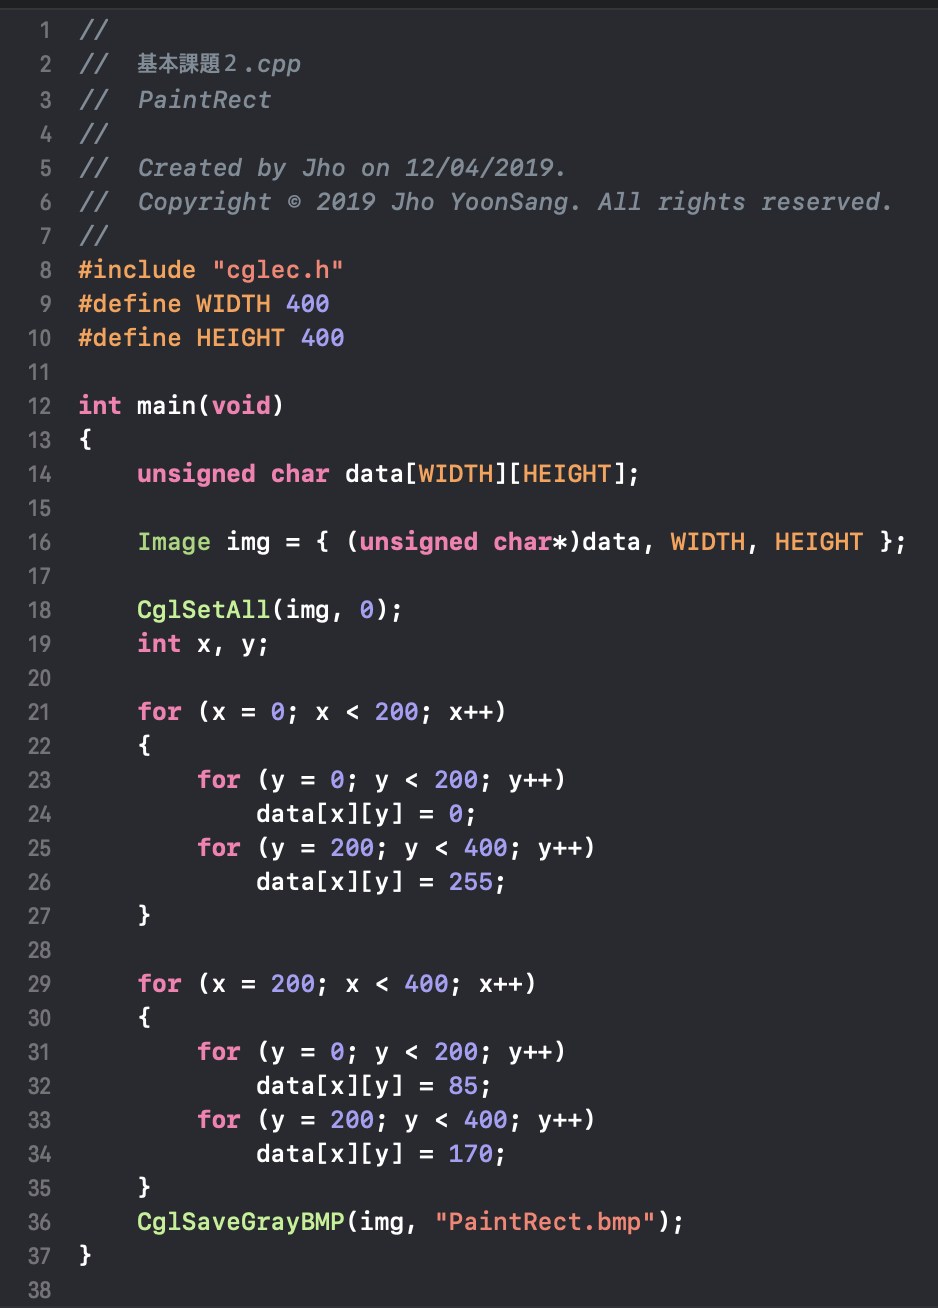 1 //
2 //  基本課題２.cpp
3 //  PaintRect
4 //
5 //  Created by Jho on 12/04/2019.
6 //  Copyright © 2019 Jho YoonSang. All rights reserved.
7 //
8 #include "cglec.h"
9 #define WIDTH 400
10 #define HEIGHT 400
11
12 int main(void)
13 {
14     unsigned char data[WIDTH][HEIGHT];
15
16     Image img = { (unsigned char*)data, WIDTH, HEIGHT };
17
18     CglSetAll(img, 0);
19     int x, y;
20
21     for (x = 0; x < 200; x++)
22     {
23         for (y = 0; y < 200; y++)
24             data[x][y] = 0;
25         for (y = 200; y < 400; y++)
26             data[x][y] = 255;
27     }
28
29     for (x = 200; x < 400; x++)
30     {
31         for (y = 0; y < 200; y++)
32             data[x][y] = 85;
33         for (y = 200; y < 400; y++)
34             data[x][y] = 170;
35     }
36     CglSaveGrayBMP(img, "PaintRect.bmp");
37 }
38